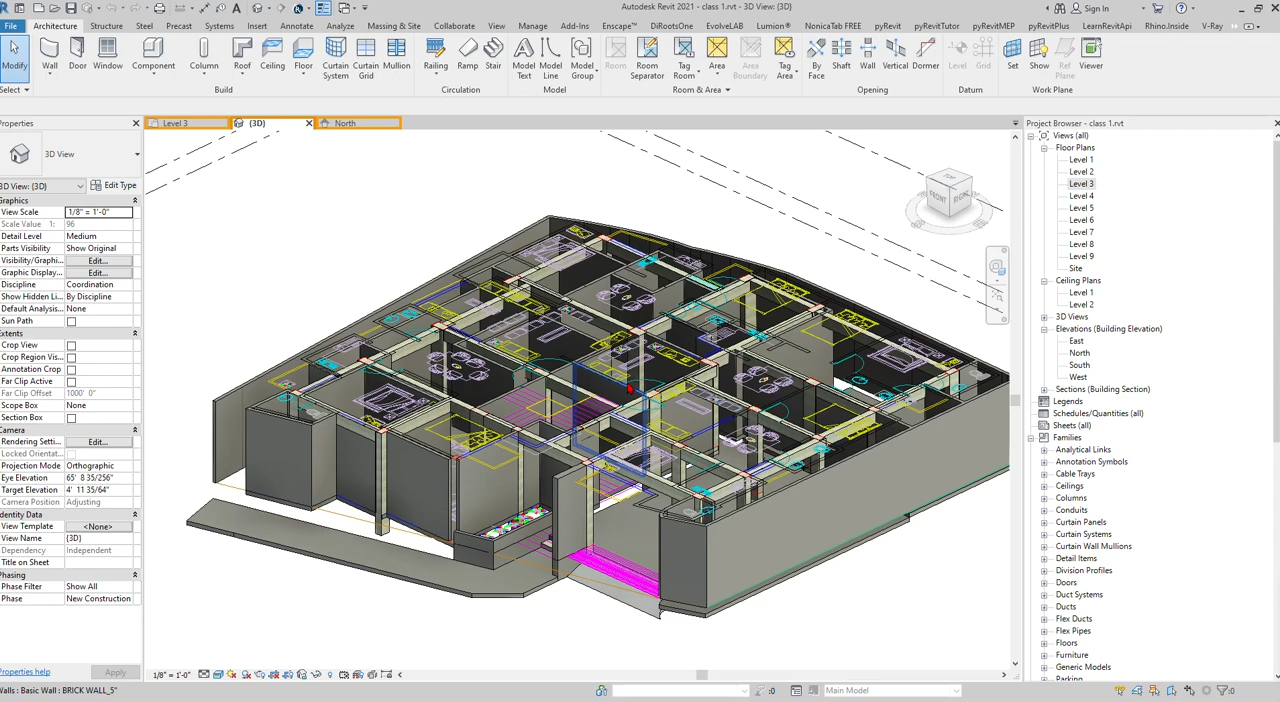 Autodesk Revit 2021 - class 1.rvt - 3D View: {3D}
Sign In
File Architecture Structure Steel Precast Systems Insert Annotate Analyze Massing & Site Collaborate View Manage Add-Ins Enscape™ DiRootsOne EvolveLAB Lumion® NonicaTab FREE pyRevit pyRevitTutor pyRevitMEP pyRevitPlus LearnRevitApi Rhino.Inside V-Ray
Modify Wall Door Window Component Column Roof Ceiling Floor Curtain System Curtain Grid Mullion Railing Ramp Stair Model Text Model Line Model Group Room Room Separator Tag Room Area Area Boundary Tag Area By Face Shaft Wall Vertical Dormer Level Grid Set Show Ref Plane Viewer
Select Build Circulation Model Room & Area Opening Datum Work Plane
Properties
Level 3 {3D} North
3D View
3D View: {3D} Edit Type
Graphics
View Scale 1/8" = 1'-0"
Scale Value 1: 96
Detail Level Medium
Parts Visibility Show Original
Visibility/Graphi... Edit...
Graphic Display... Edit...
Discipline Coordination
Show Hidden Li... By Discipline
Default Analysis... None
Sun Path
Extents
Crop View
Crop Region Vis...
Annotation Crop
Far Clip Active
Far Clip Offset 1000' 0"
Scope Box None
Section Box
Camera
Rendering Setti... Edit...
Locked Orientat...
Projection Mode Orthographic
Eye Elevation 65' 8 35/256"
Target Elevation 4' 11 35/64"
Camera Position Adjusting
Identity Data
View Template <None>
View Name {3D}
Dependency Independent
Title on Sheet
Phasing
Phase Filter Show All
Phase New Construction
Properties help Apply
TOP
FRONT RIGHT
Project Browser - class 1.rvt
Views (all)
Floor Plans
Level 1
Level 2
Level 3
Level 4
Level 5
Level 6
Level 7
Level 8
Level 9
Site
Ceiling Plans
Level 1
Level 2
3D Views
Elevations (Building Elevation)
East
North
South
West
Sections (Building Section)
Legends
Schedules/Quantities (all)
Sheets (all)
Families
Analytical Links
Annotation Symbols
Cable Trays
Ceilings
Columns
Conduits
Curtain Panels
Curtain Systems
Curtain Wall Mullions
Detail Items
Division Profiles
Doors
Duct Systems
Ducts
Flex Ducts
Flex Pipes
Floors
Furniture
Generic Models
Parking
1/8" = 1'-0"
Walls : Basic Wall : BRICK WALL_5" :0 Main Model :0